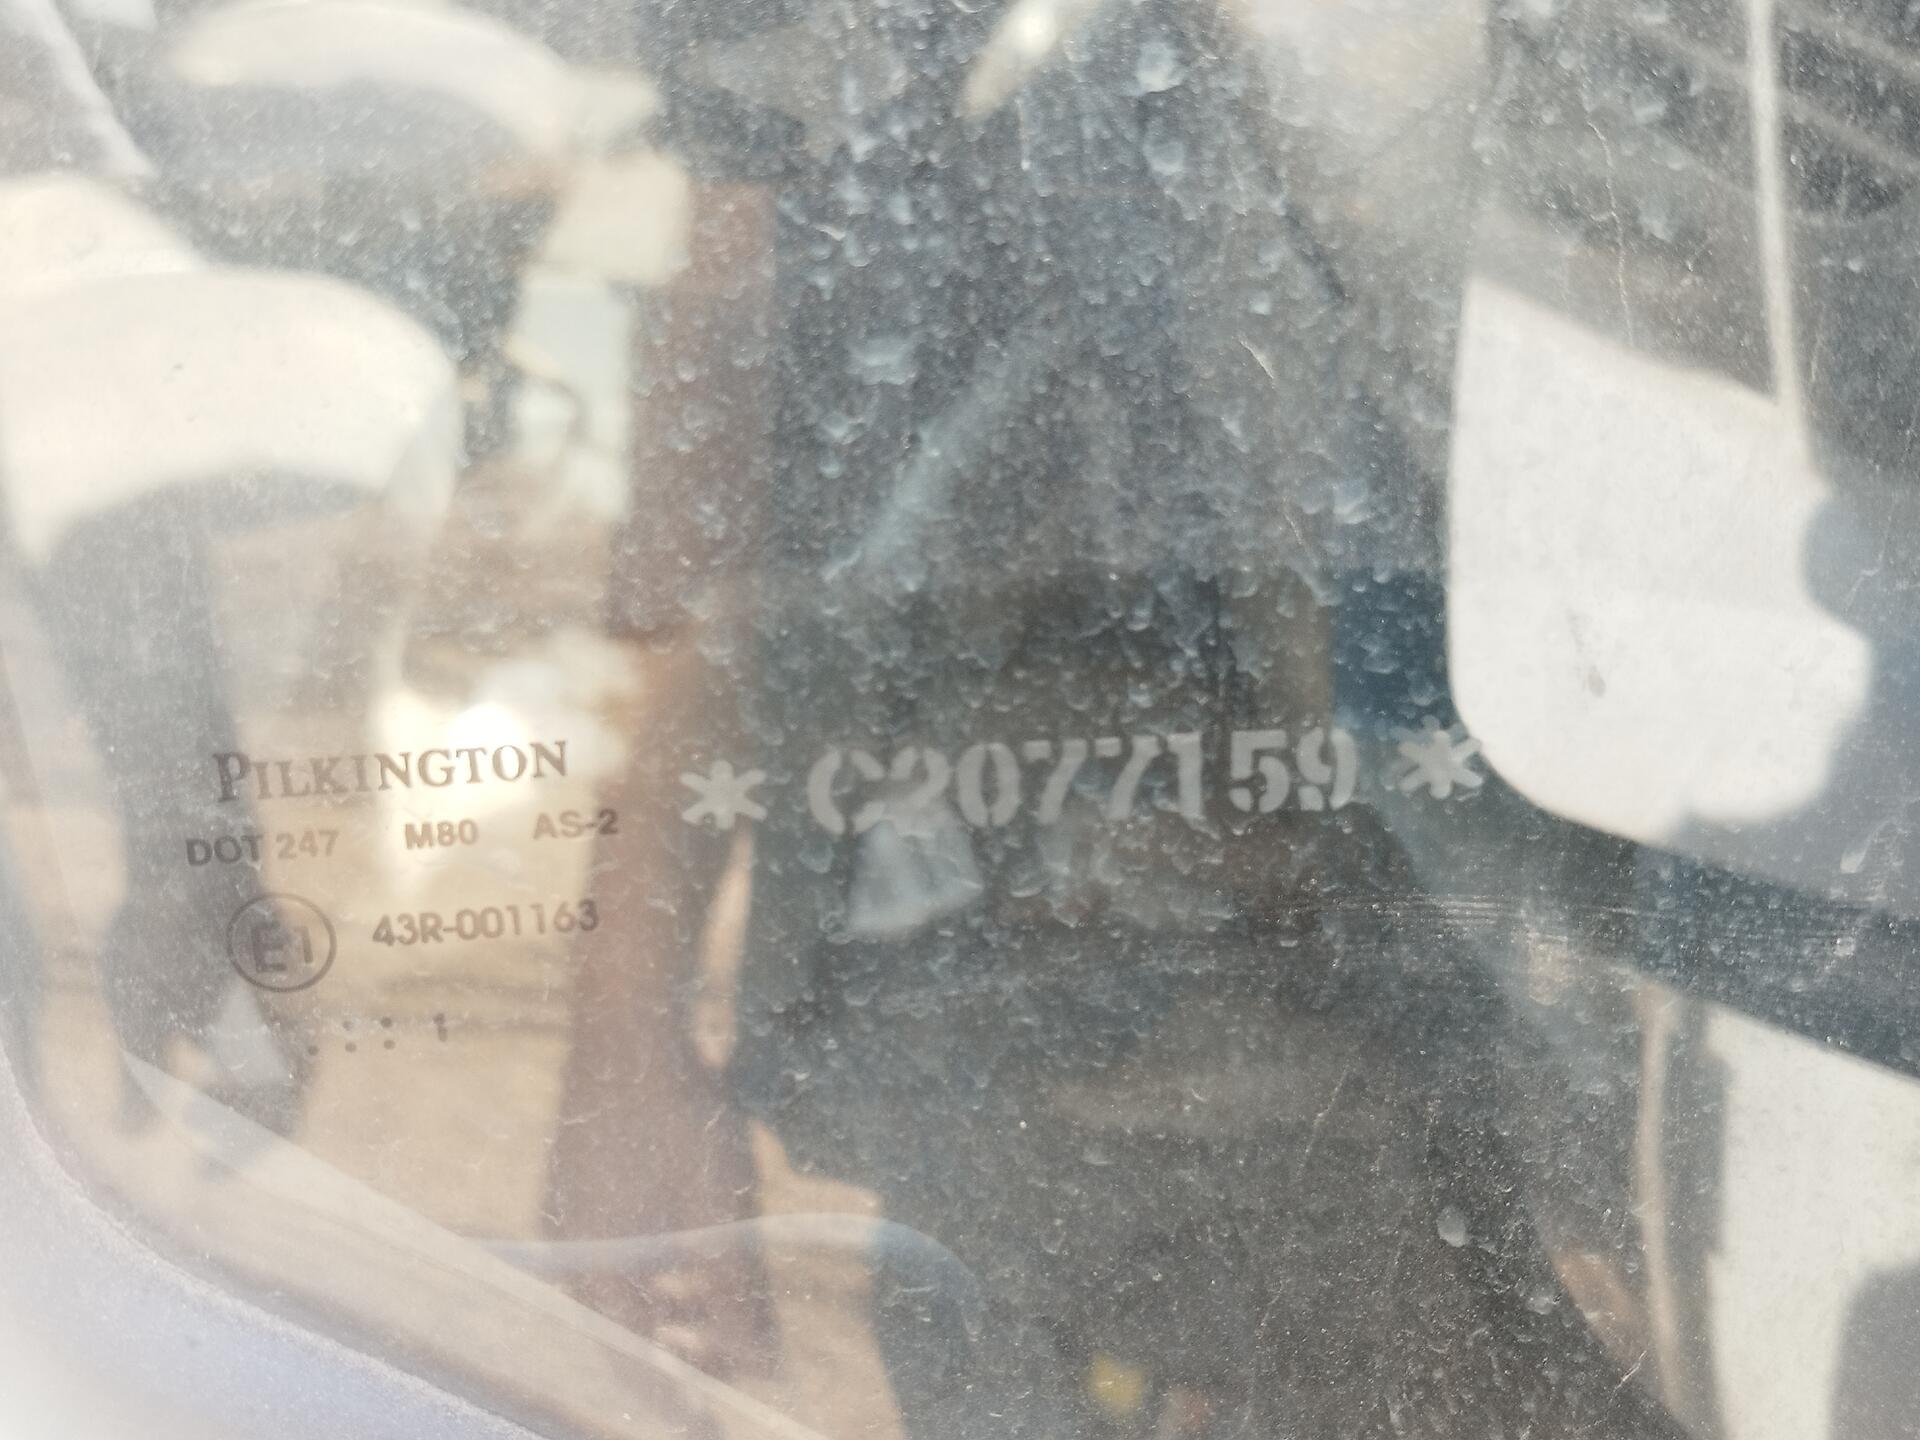 PILKINGTON
DOT 247 M80 AS-2
E1 43R-001163
. : : 1
* C2077159 *